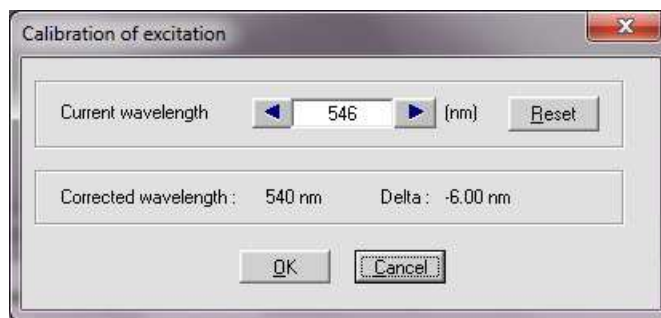 Calibration of excitation
Current wavelength 546 (nm) Reset
Corrected wavelength : 540 nm Delta : -6.00 nm
OK Cancel